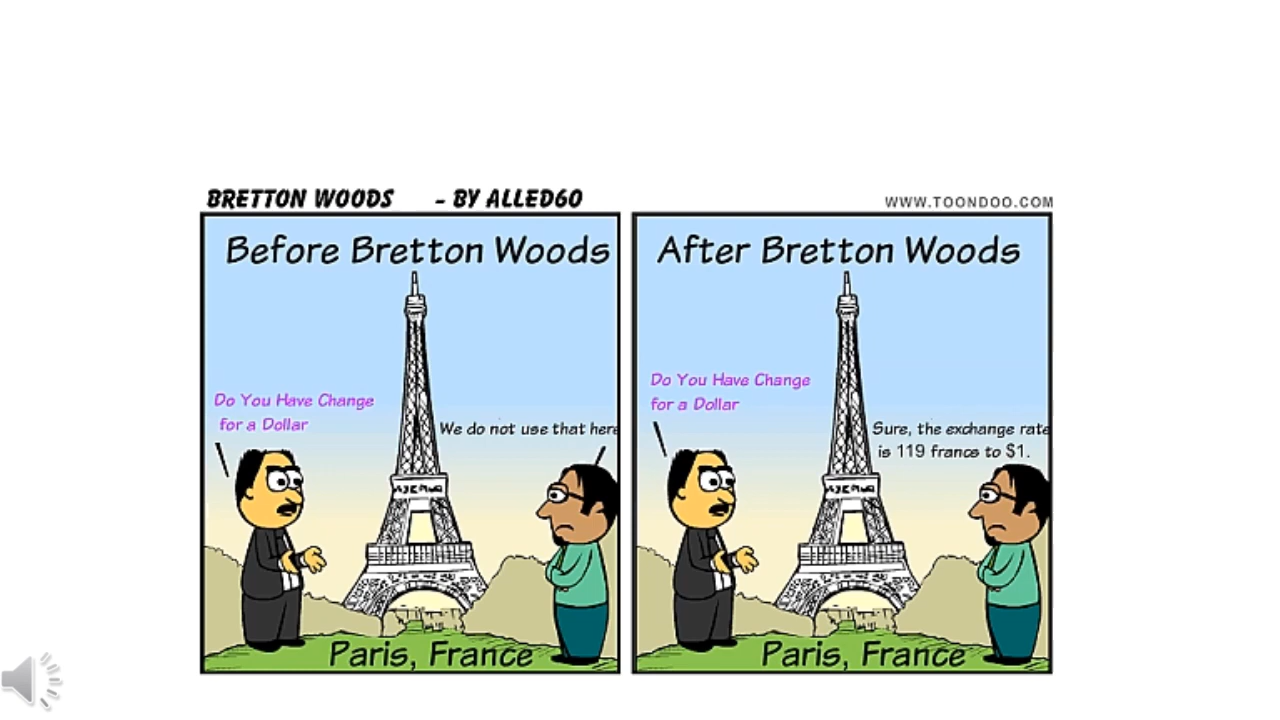 BRETTON WOODS - BY ALLED60
WWW.TOONDOO.COM
Before Bretton Woods
Do You Have Change
for a Dollar
We do not use that here
Paris, France
After Bretton Woods
Do You Have Change
for a Dollar
Sure, the exchange rate
is 119 francs to $1.
Paris, France